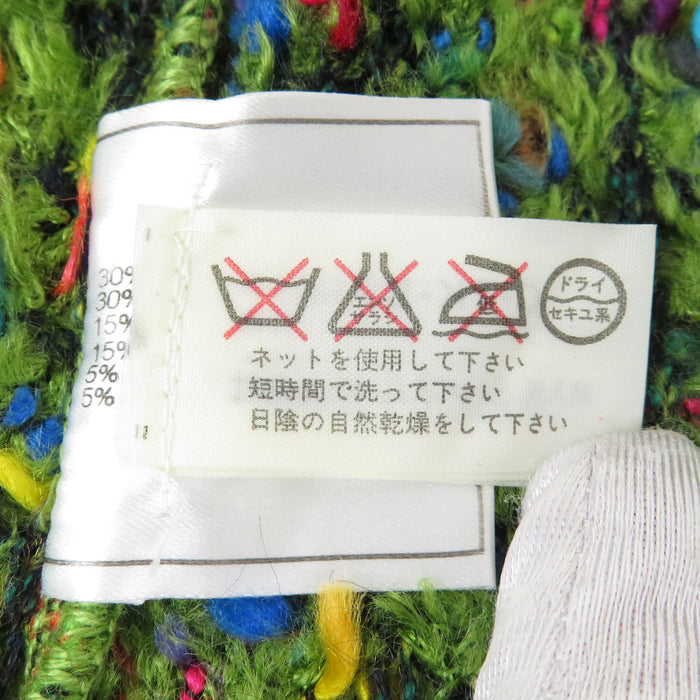 30%
30%
15%
15%
5%
5%
エンソ
サラシ
ドライ
セキユ系
ネットを使用して下さい
短時間で洗って下さい
日陰の自然乾燥をして下さい